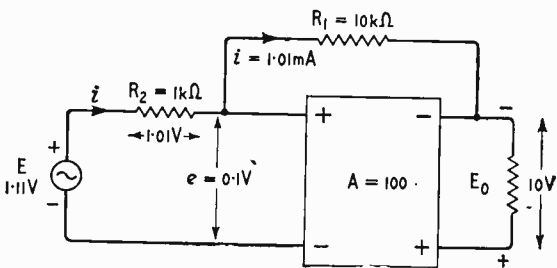 R₁ = 10kΩ
i = 1·01mA
i
R₂ = 1kΩ
1·01V
+
−
+
E
1·11V
−
e = 0·1V
A = 100
E₀
10V
−
+
−
+